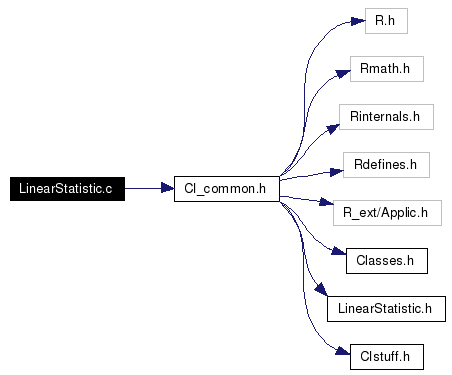 R.h
Rmath.h
Rinternals.h
Rdefines.h
LinearStatistic.c
CI_common.h
R_ext/Applic.h
Classes.h
LinearStatistic.h
CIstuff.h